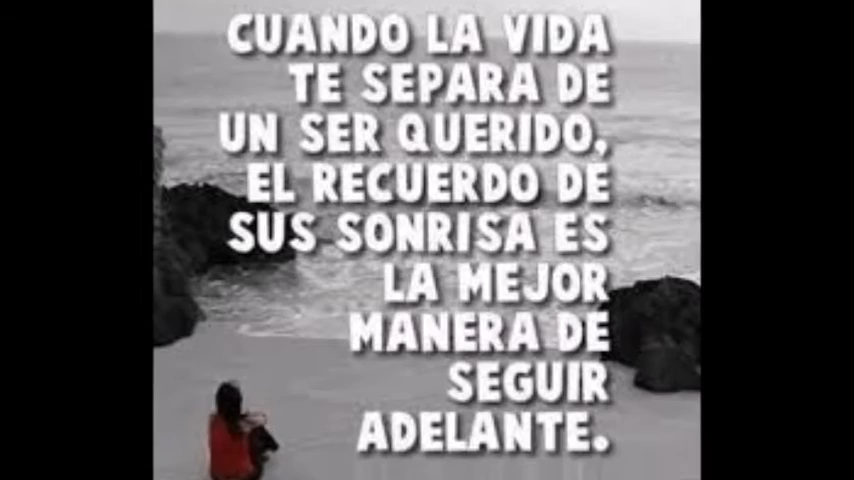 CUANDO LA VIDA
TE SEPARA DE
UN SER QUERIDO,
EL RECUERDO DE
SUS SONRISA ES
LA MEJOR
MANERA DE
SEGUIR
ADELANTE.